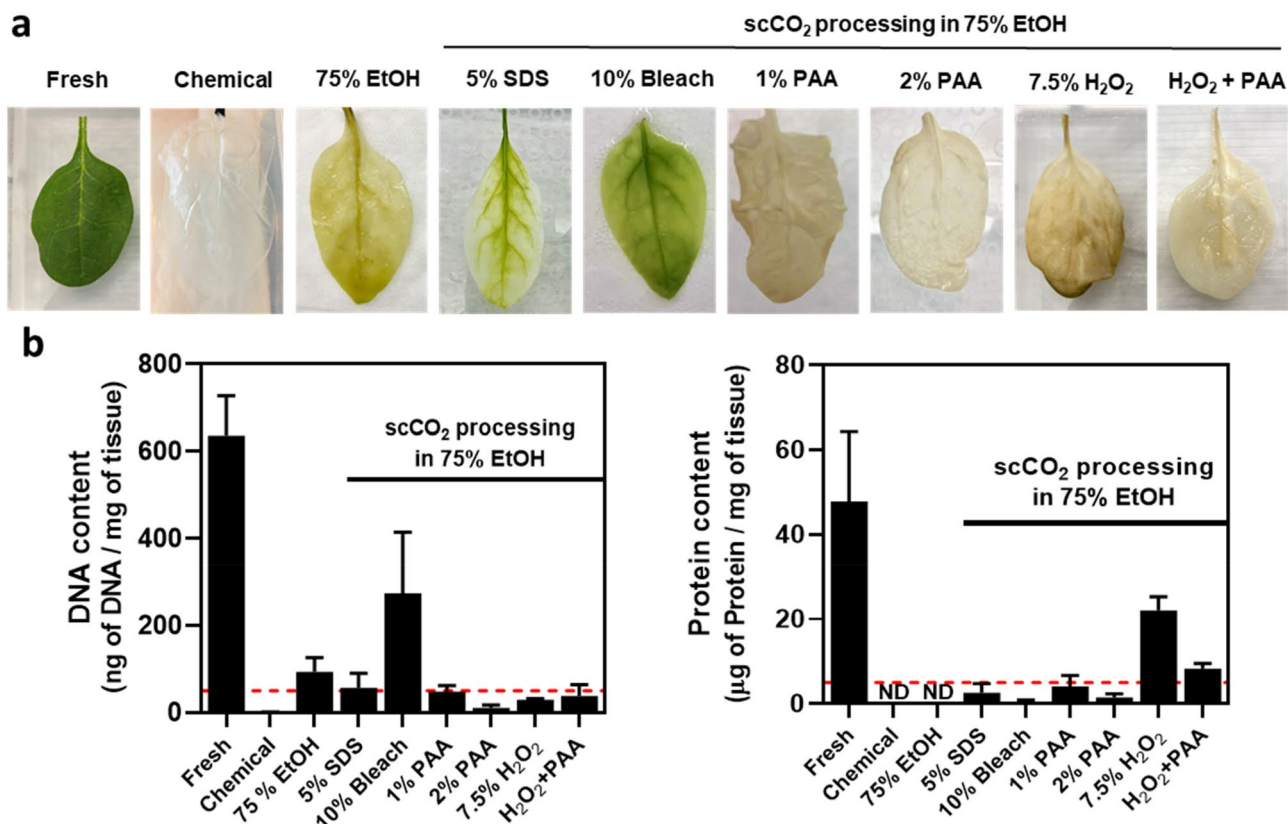 a
scCO₂ processing in 75% EtOH
Fresh
Chemical
75% EtOH
5% SDS
10% Bleach
1% PAA
2% PAA
7.5% H₂O₂
H₂O₂ + PAA
b
DNA content
(ng of DNA / mg of tissue)
800
600
400
200
0
scCO₂ processing
in 75% EtOH
Fresh
Chemical
75 % EtOH
5% SDS
10% Bleach
1% PAA
2% PAA
7.5% H₂O₂
H₂O₂+PAA
Protein content
(μg of Protein / mg of tissue)
80
60
40
20
0
scCO₂ processing
in 75% EtOH
ND
ND
Fresh
Chemical
75% EtOH
5% SDS
10% Bleach
1% PAA
2% PAA
7.5% H₂O₂
H₂O₂+PAA